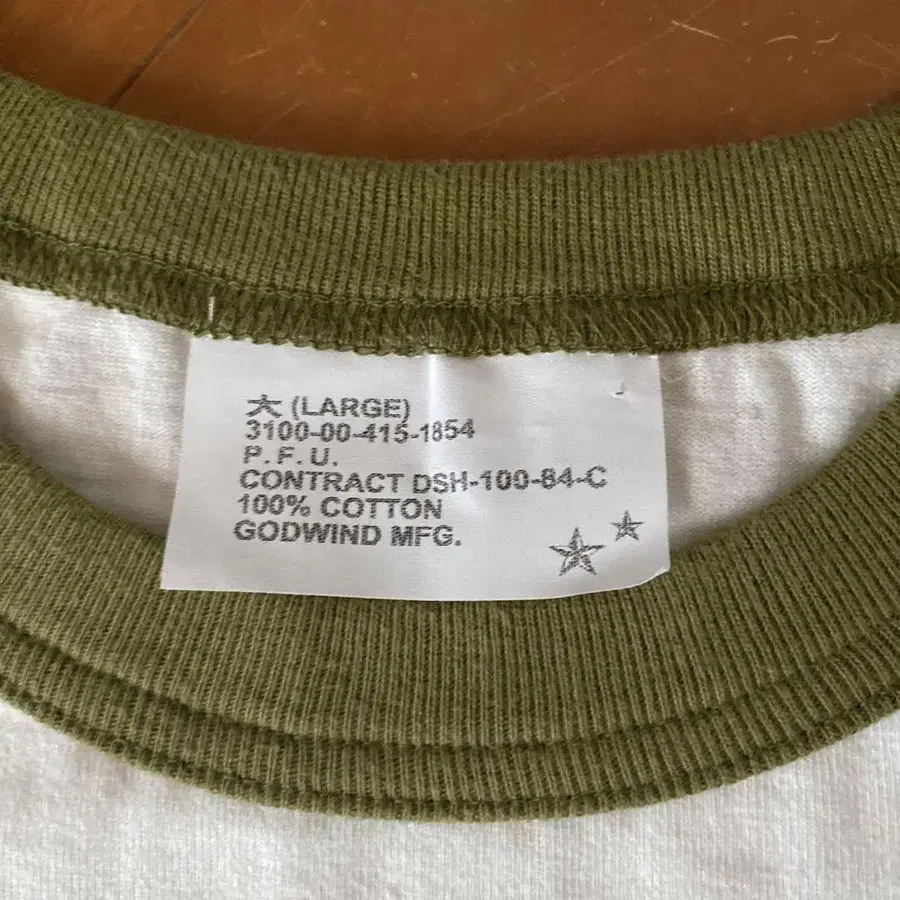 大 (LARGE)
3100-00-415-1854
P. F. U.
CONTRACT DSH-100-84-C
100% COTTON
GODWIND MFG.